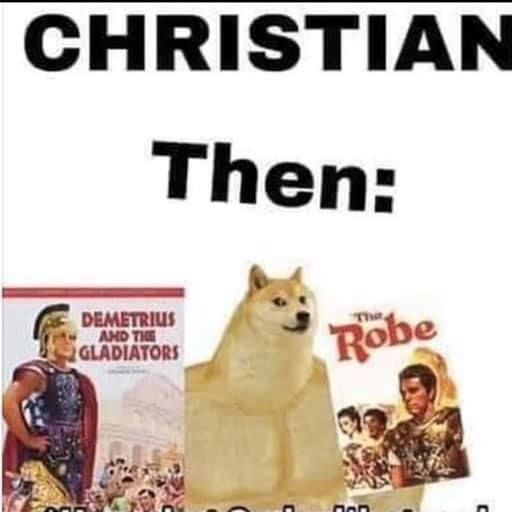 CHRISTIAN
Then:
DEMETRIUS
AND THE
GLADIATORS
The
Robe